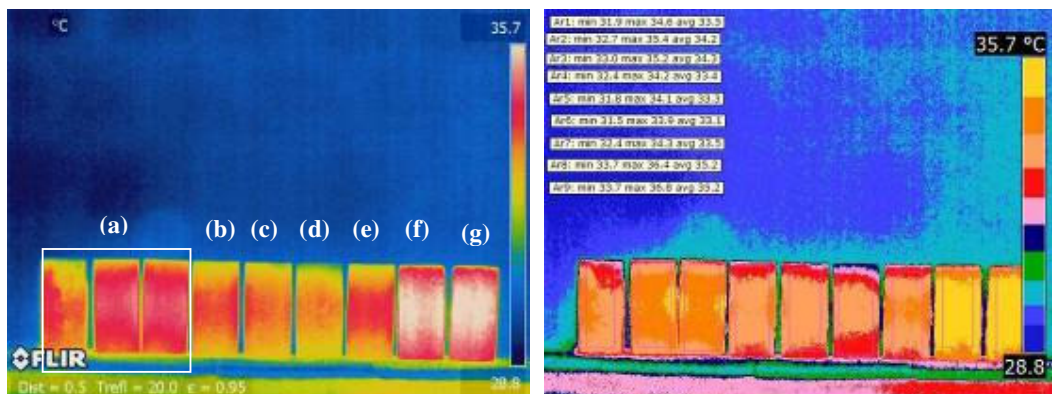 °C
35.7
(a)
(b)
(c)
(d)
(e)
(f)
(g)
FLIR
Dist = 0.5 Trefl = 20.0 ε = 0.95
28.8
Ar1: min 31.9 max 34.6 avg 33.5
Ar2: min 32.7 max 35.4 avg 34.2
Ar3: min 33.0 max 35.2 avg 34.3
Ar4: min 32.4 max 34.2 avg 33.4
Ar5: min 31.8 max 34.1 avg 33.3
Ar6: min 31.5 max 33.9 avg 33.1
Ar7: min 32.4 max 34.3 avg 33.5
Ar8: min 33.7 max 36.4 avg 35.2
Ar9: min 33.7 max 36.8 avg 35.2
35.7 °C
28.8